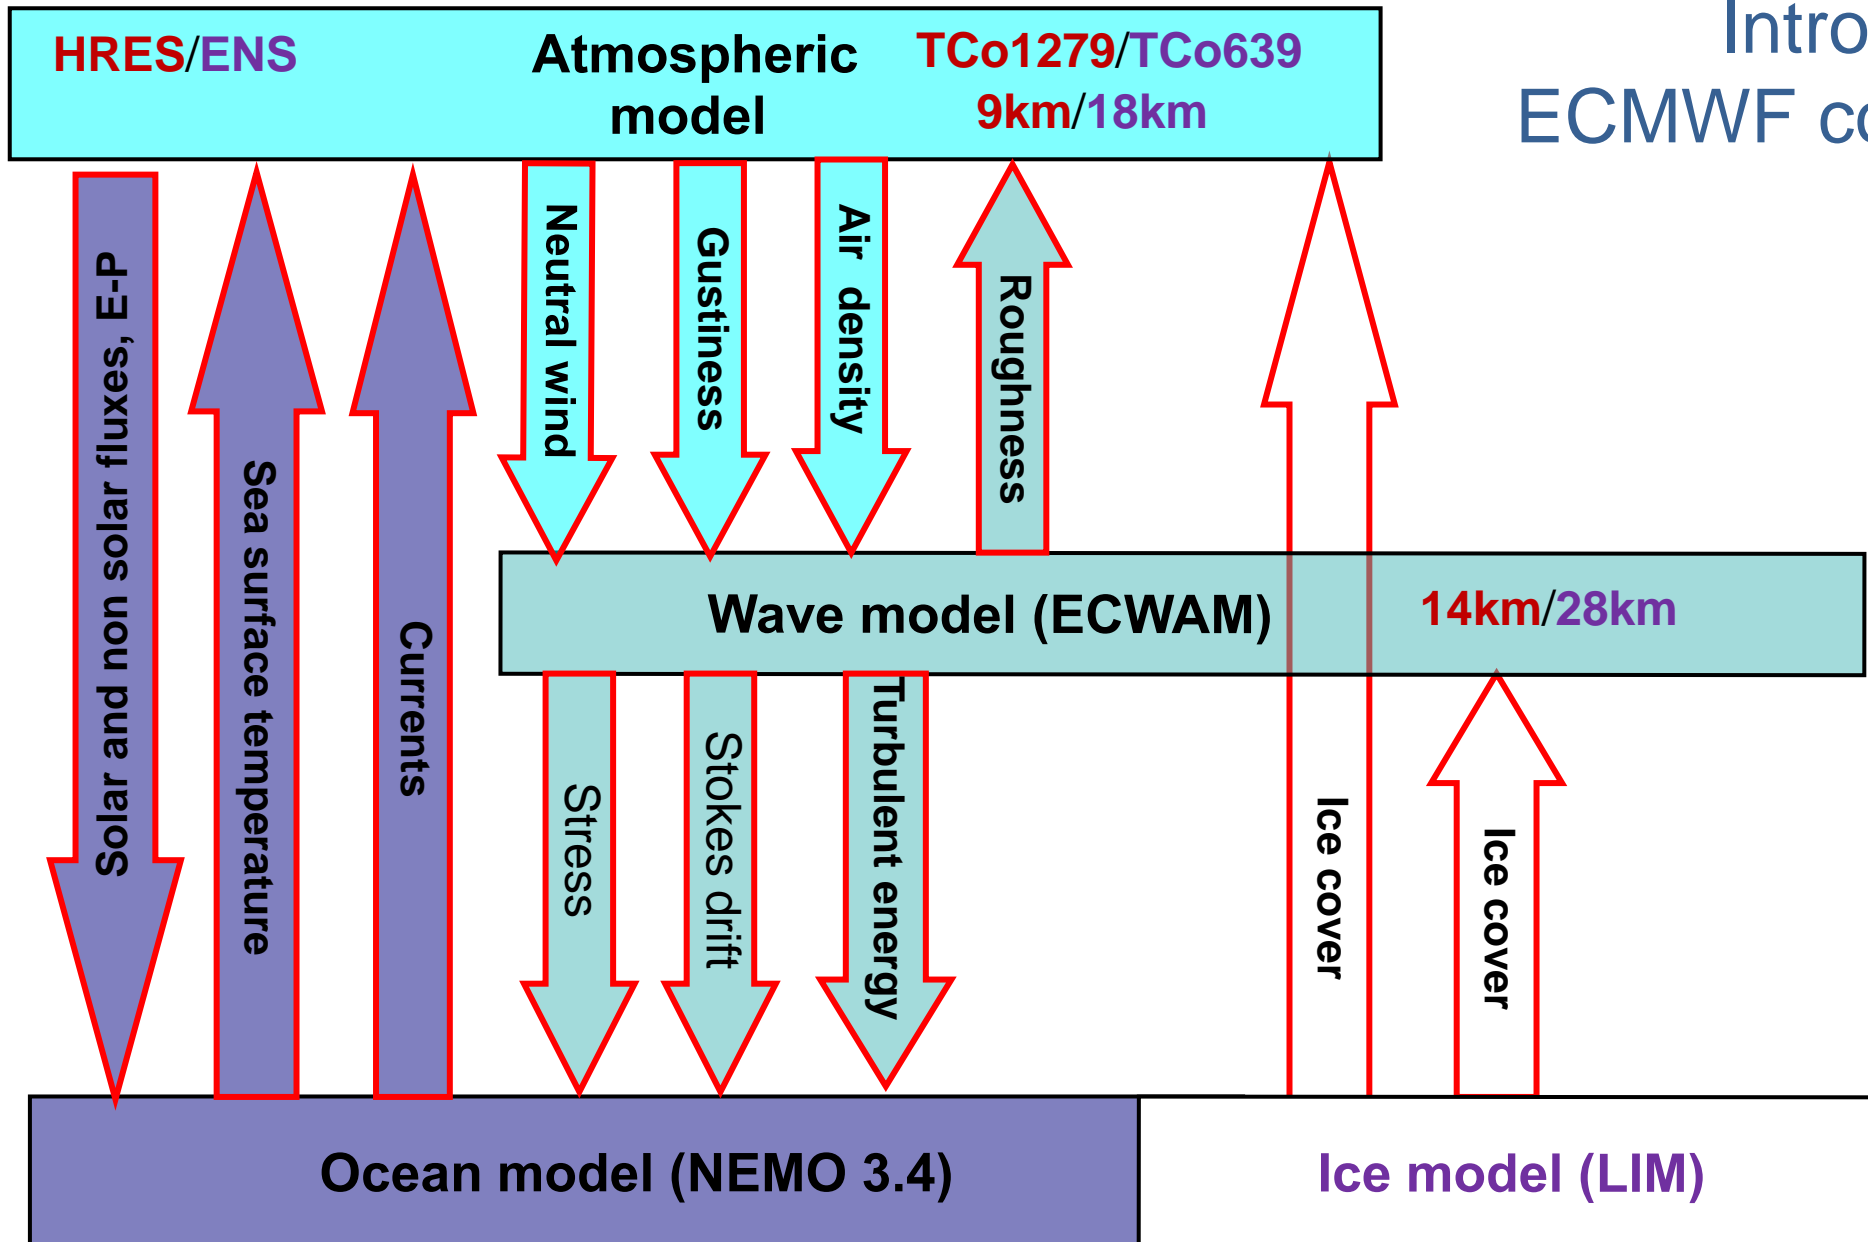 Intro
ECMWF co
HRES/ENS
Atmospheric
model
TCo1279/TCo639
9km/18km
Solar and non solar fluxes, E-P
Sea surface temperature
Currents
Neutral wind
Gustiness
Air density
Roughness
Wave model (ECWAM)
14km/28km
Stress
Stokes drift
Turbulent energy
Ice cover
Ice cover
Ocean model (NEMO 3.4)
Ice model (LIM)